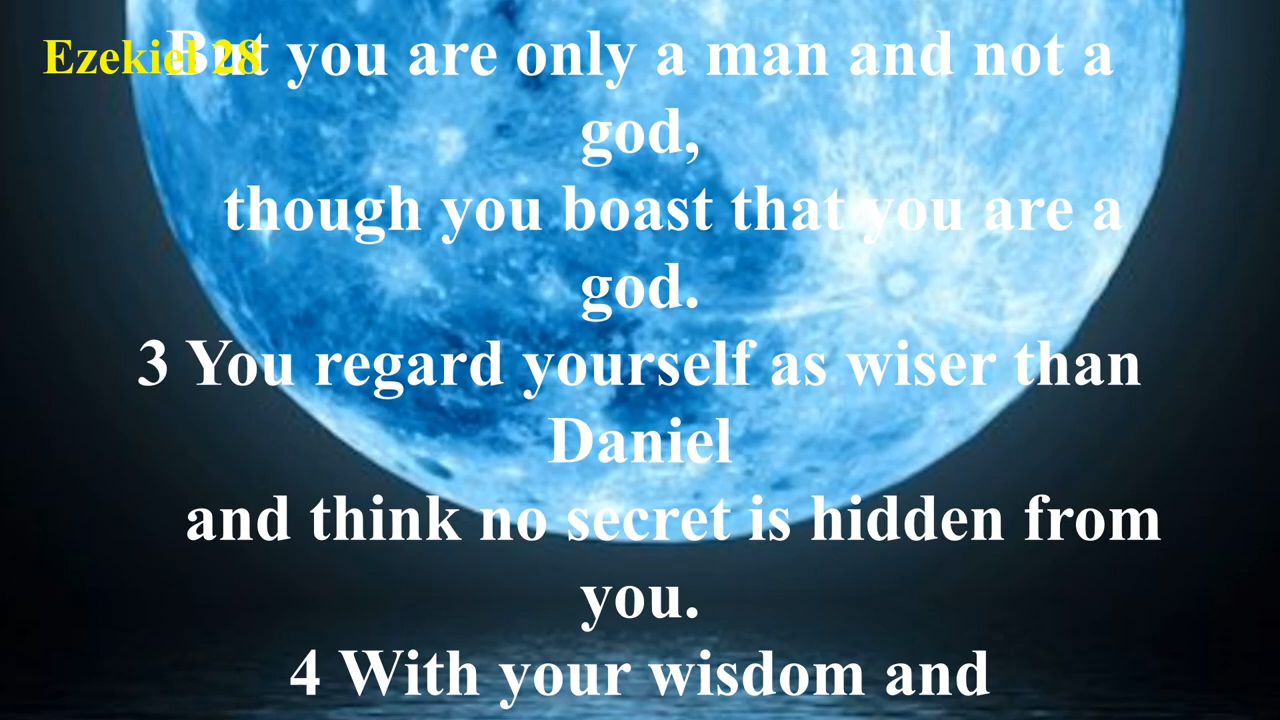 Ezekiel 28
But you are only a man and not a
god,
though you boast that you are a
god.
3 You regard yourself as wiser than
Daniel
and think no secret is hidden from
you.
4 With your wisdom and